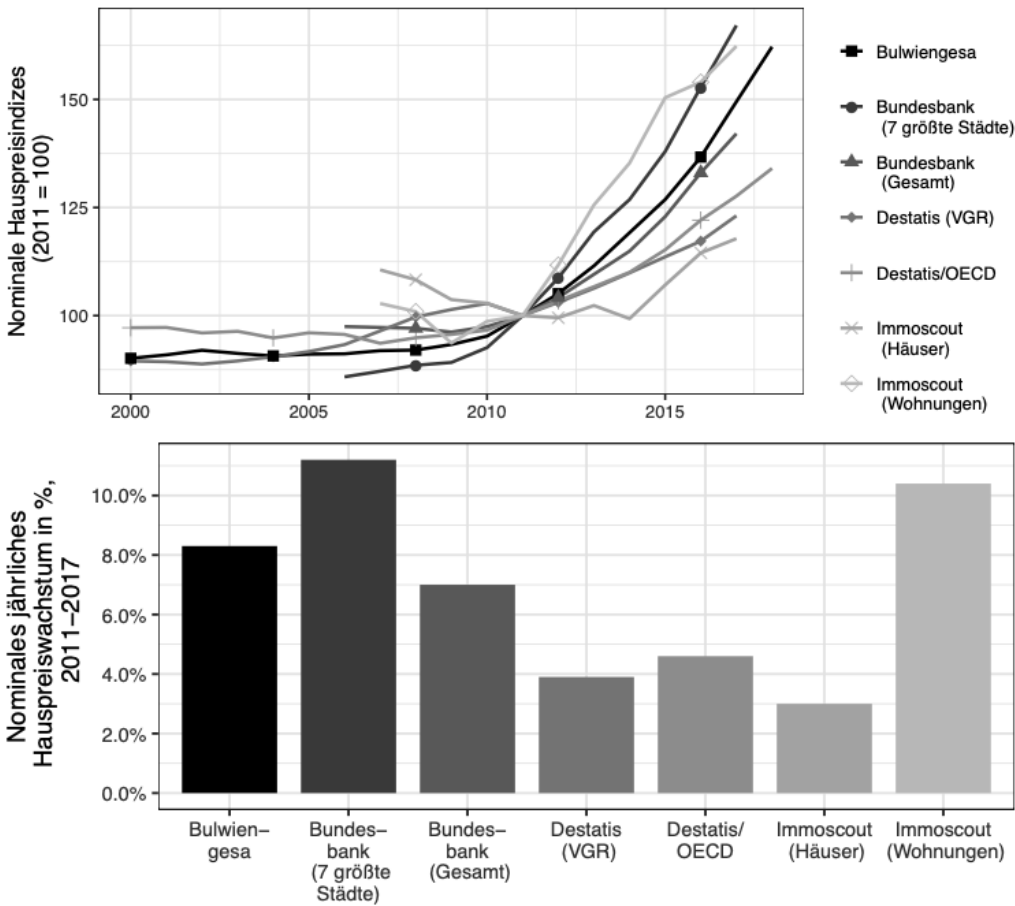 Nominale Hauspreisindizes
(2011 = 100)
150
125
100
2000
2005
2010
2015
Bulwiengesa
Bundesbank
(7 größte Städte)
Bundesbank
(Gesamt)
Destatis (VGR)
Destatis/OECD
Immoscout
(Häuser)
Immoscout
(Wohnungen)
Nominales jährliches
Hauspreiswachstum in %,
2011–2017
10.0%
8.0%
6.0%
4.0%
2.0%
0.0%
Bulwien–
gesa
Bundes–
bank
(7 größte
Städte)
Bundes–
bank
(Gesamt)
Destatis
(VGR)
Destatis/
OECD
Immoscout
(Häuser)
Immoscout
(Wohnungen)